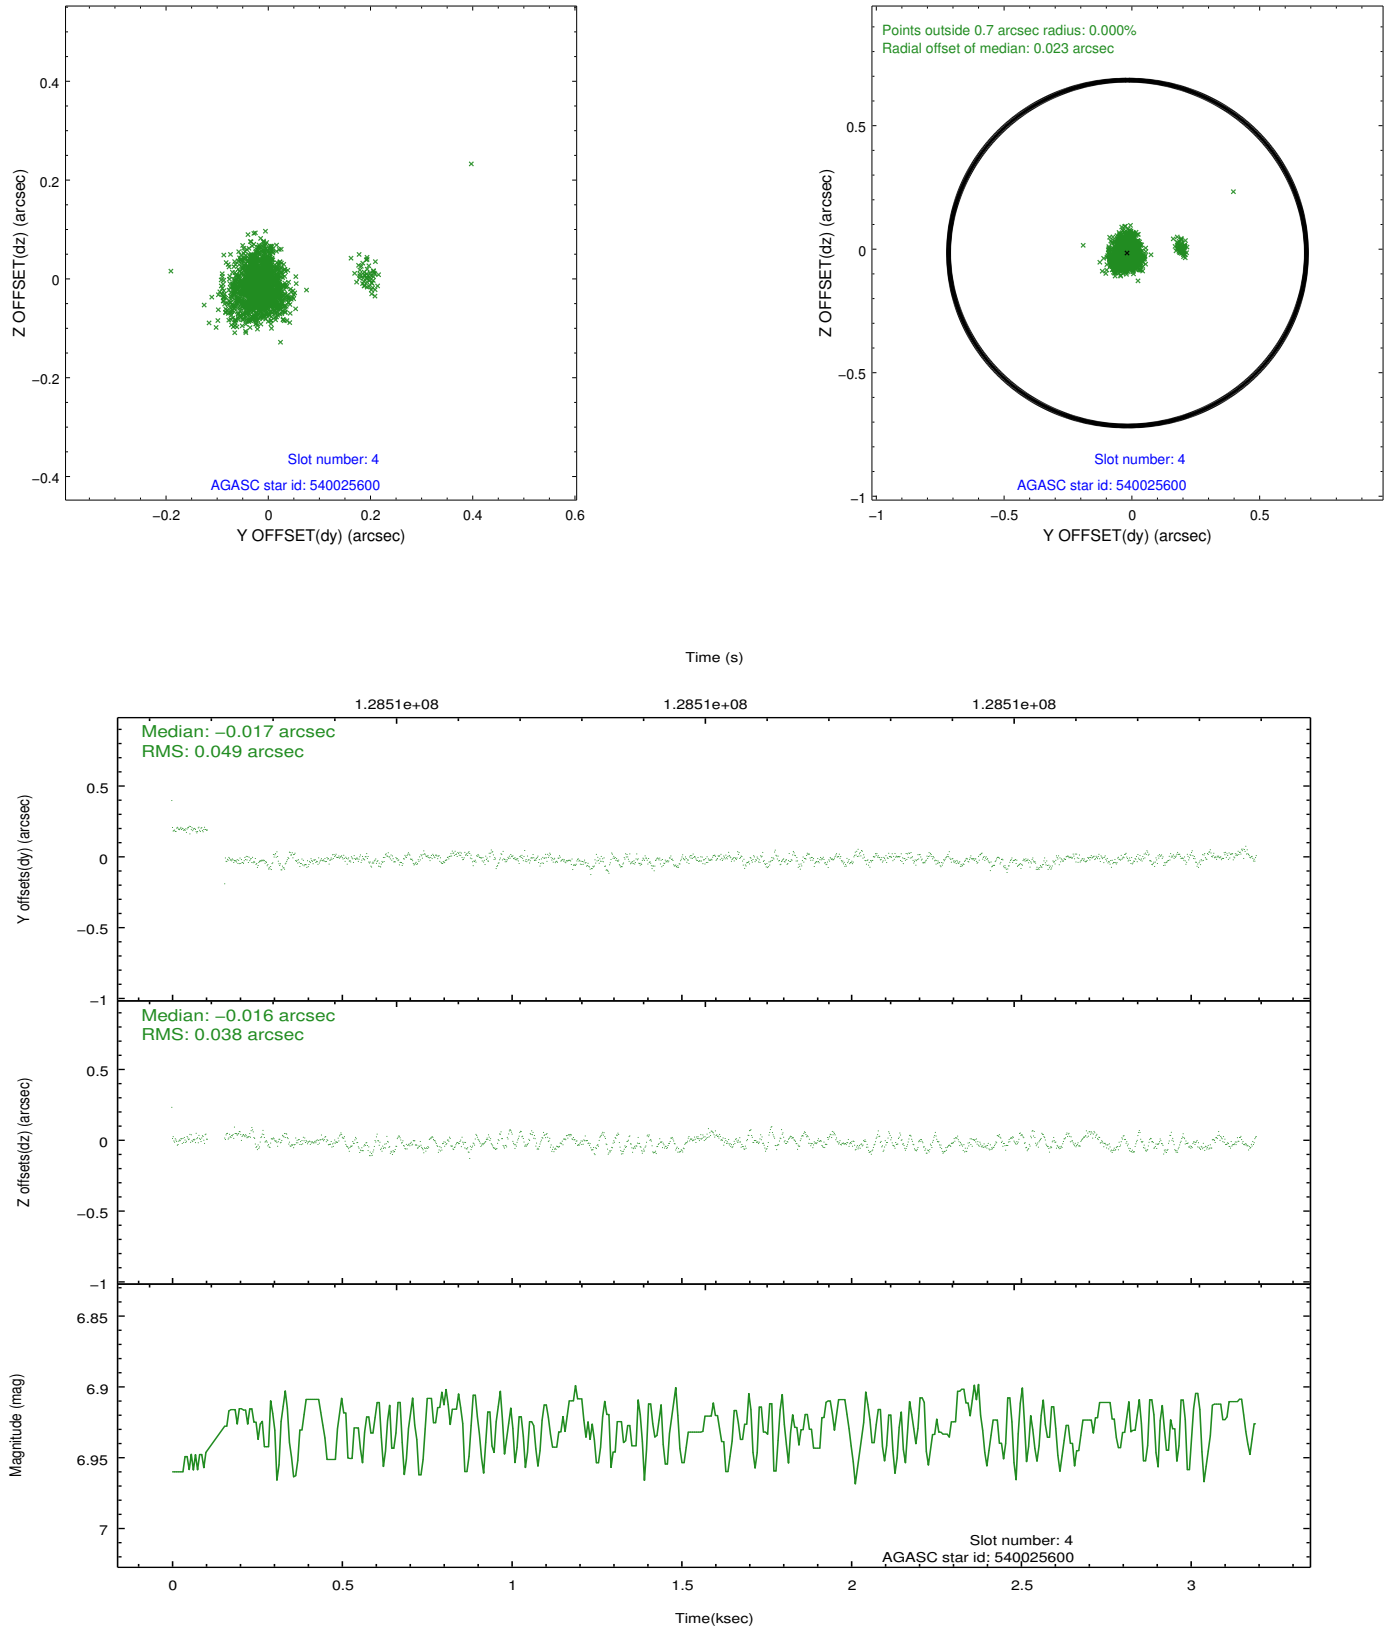 0.4
0.2
0
−0.2
−0.4
Z OFFSET(dz) (arcsec)
Slot number: 4
AGASC star id: 540025600
−0.2 0 0.2 0.4 0.6
Y OFFSET(dy) (arcsec)
Points outside 0.7 arcsec radius: 0.000%
Radial offset of median: 0.023 arcsec
0.5
0
−0.5
−1
Z OFFSET(dz) (arcsec)
Slot number: 4
AGASC star id: 540025600
−1 −0.5 0 0.5
Y OFFSET(dy) (arcsec)
Time (s)
1.2851e+08 1.2851e+08 1.2851e+08
Median: −0.017 arcsec
RMS: 0.049 arcsec
0.5
0
−0.5
−1
Y offsets(dy) (arcsec)
Median: −0.016 arcsec
RMS: 0.038 arcsec
0.5
0
−0.5
−1
Z offsets(dz) (arcsec)
6.85
6.9
6.95
7
Magnitude (mag)
Slot number: 4
AGASC star id: 540025600
0 0.5 1 1.5 2 2.5 3
Time(ksec)